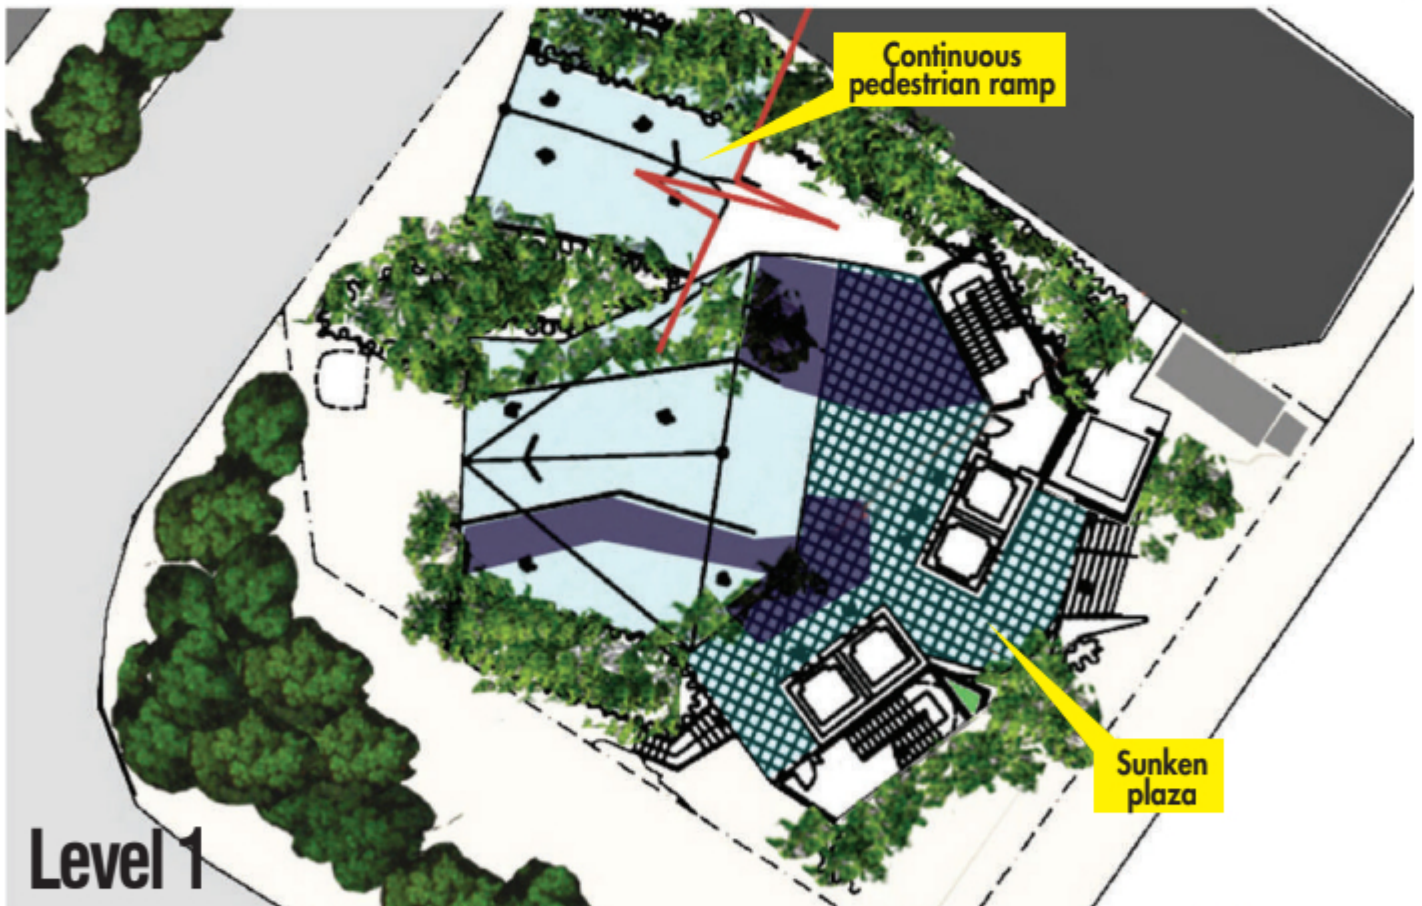 Continuous
pedestrian ramp
Sunken
plaza
Level 1